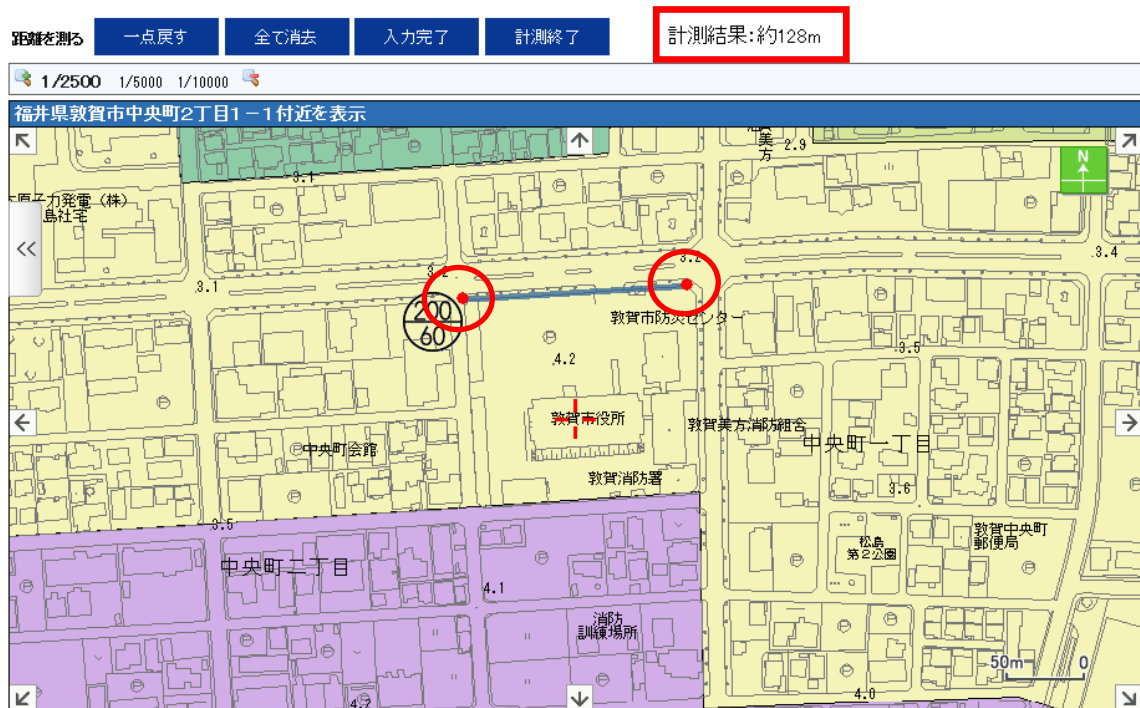 距離を測る 一点戻す 全て消去 入力完了 計測終了 計測結果:約128m
1/2500 1/5000 1/10000
福井県敦賀市中央町2丁目1-1付近を表示
美方
2.9
N
3.1
原子力発電(株)
島社宅
3.2
3.2
3.4
3.1
200
60
敦賀市防災センター
4.2
3.5
敦賀市役所
敦賀美方消防組合
中央町一丁目
中央町会館
敦賀消防署
3.6
3.5
松島
第2公園
敦賀中央町
郵便局
中央町二丁目
4.1
消防
訓練場所
50m 0
4.0
4.2